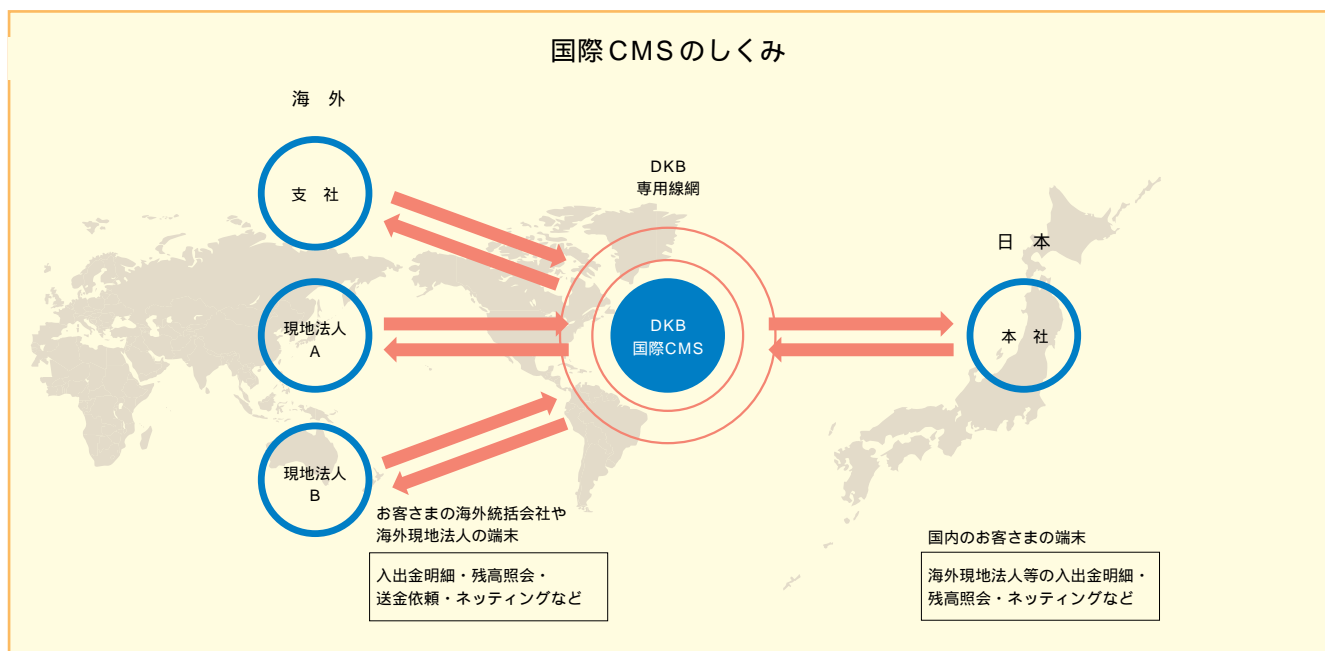 国際CMSのしくみ
海 外
支 社
現地法人
A
現地法人
B
DKB
専用線網
DKB
国際CMS
日 本
本 社
お客さまの海外統括会社や
海外現地法人の端末
入出金明細・残高照会・
送金依頼・ネッティングなど
国内のお客さまの端末
海外現地法人等の入出金明細・
残高照会・ネッティングなど